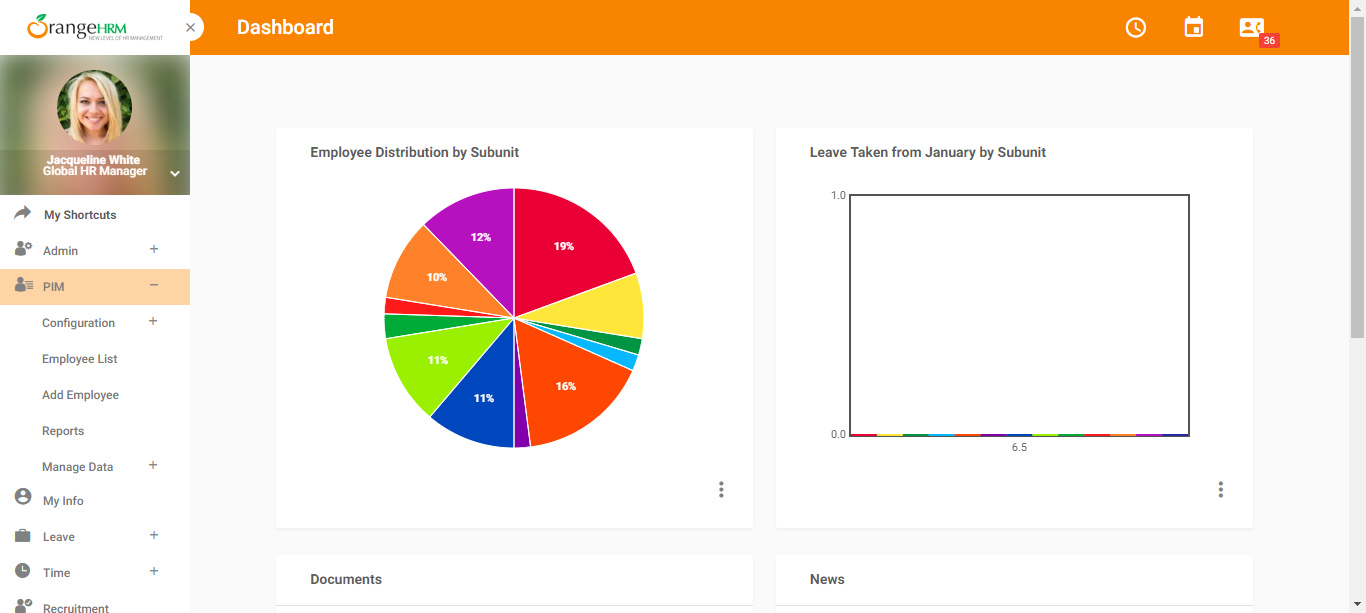 OrangeHRM
NEW LEVEL OF HR MANAGEMENT
Dashboard
36
Jacqueline White
Global HR Manager
My Shortcuts
Admin
PIM
Configuration
Employee List
Add Employee
Reports
Manage Data
My Info
Leave
Time
Recruitment
Employee Distribution by Subunit
12%
19%
10%
11%
11%
16%
Leave Taken from January by Subunit
1.0
0.0
6.5
Documents
News